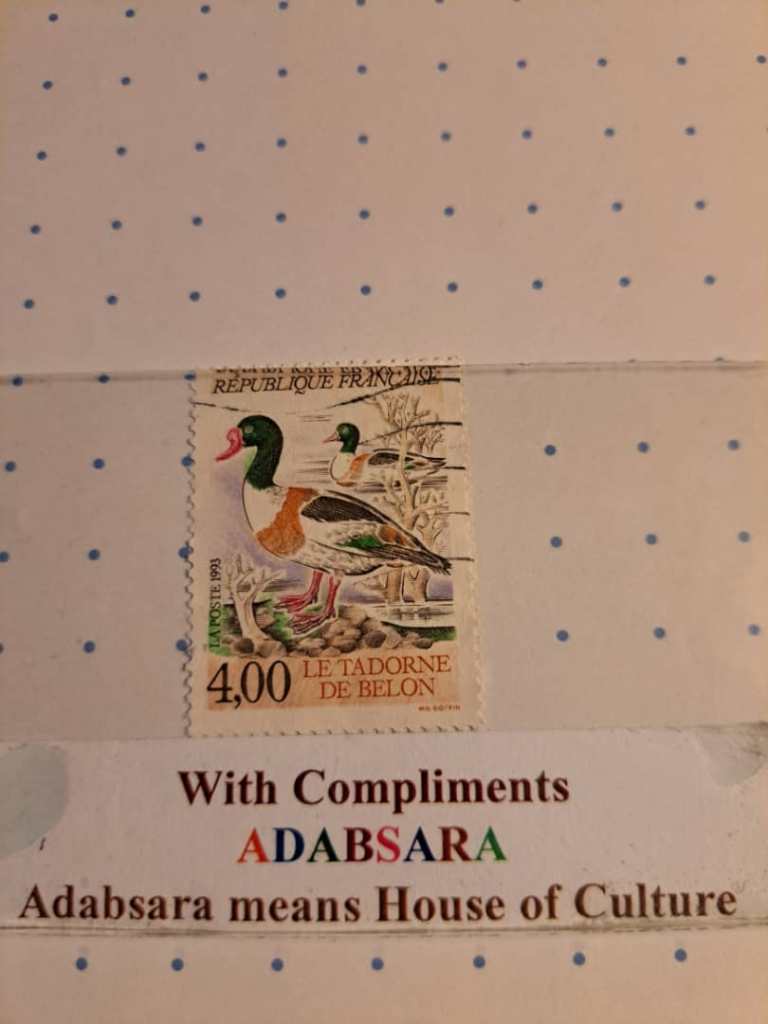 RÉPUBLIQUE FRANÇAISE
LA POSTE 1993
4,00
LE TADORNE
DE BELON
With Compliments
ADABSARA
Adabsara means House of Culture